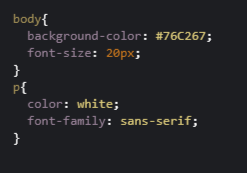 body{
  background-color: #76C267;
  font-size: 20px;
}
p{
  color: white;
  font-family: sans-serif;
}